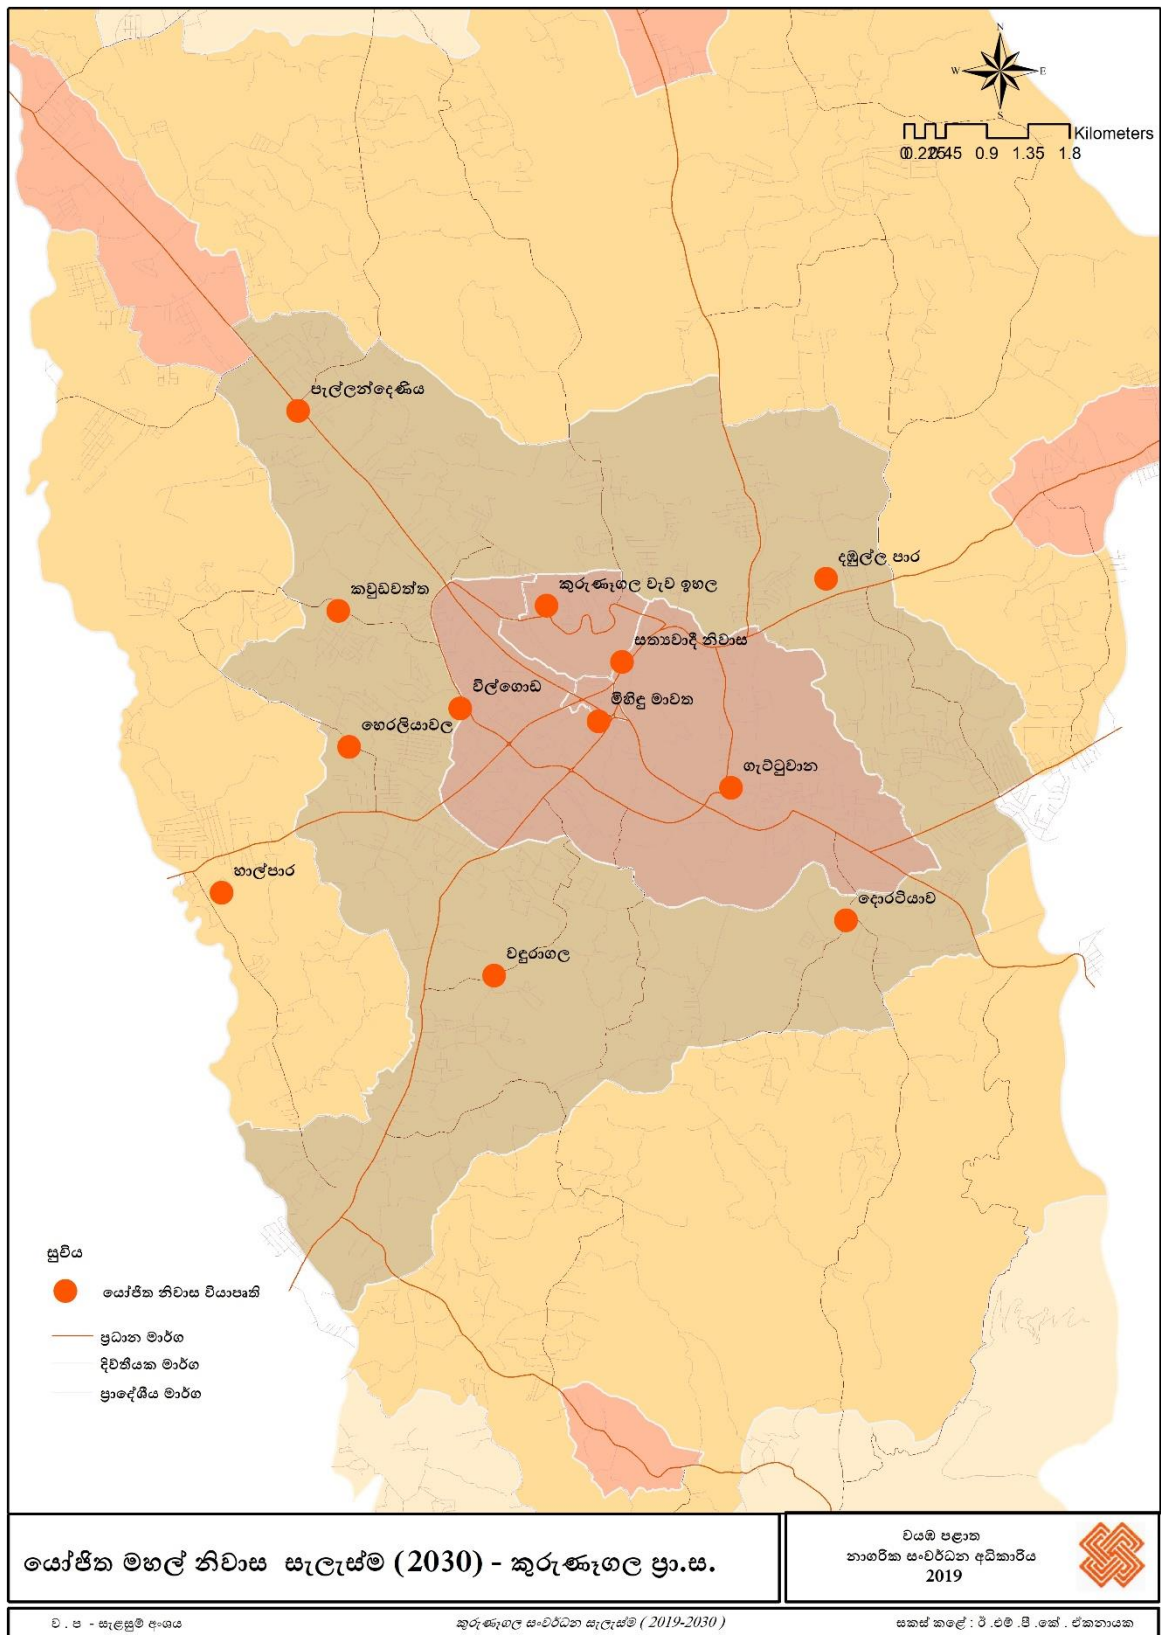 N
W E
S
Kilometers
0 0.225 0.45 0.9 1.35 1.8
පැල්ලන්දෙණිය
දඹුල්ල පාර
කවුඩවත්ත
කුරුණෑගල වැව ඉහල
සත්‍යවාදී නිවාස
විල්ගොඩ
මිහිඳු මාවත
හෙරලියාවල
ගැට්ටුවාන
හාල්පාර
දොරටියාව
වඳුරාගල
සුචිය
යෝජිත නිවාස ව්‍යාපෘති
ප්‍රධාන මාර්ග
ද්විතීයක මාර්ග
ප්‍රාදේශීය මාර්ග
යෝජිත මහල් නිවාස සැලැස්ම (2030) - කුරුණෑගල ප්‍රා.ස.
වයඹ පළාත
නාගරික සංවර්ධන අධිකාරිය
2019
ව . ප - සැළසුම් අංශය
කුරුණෑගල සංවර්ධන සැලැස්ම ( 2019-2030 )
සකස් කළේ : ඊ .එම් .පී .කේ . ඒකනායක